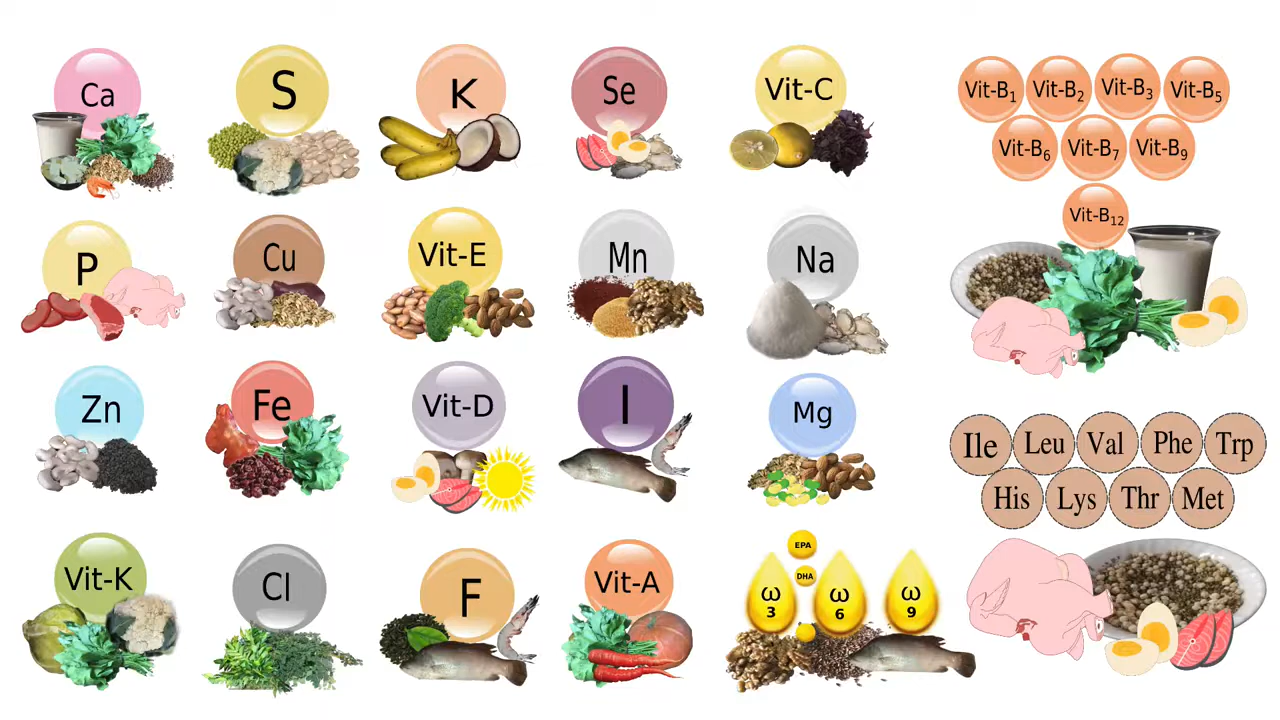 Ca
S
K
Se
Vit-C
P
Cu
Vit-E
Mn
Na
Zn
Fe
Vit-D
I
Mg
Vit-K
Cl
F
Vit-A
EPA
DHA
ω ω ω
3 6 9
Vit-B₁ Vit-B₂ Vit-B₃ Vit-B₅
Vit-B₆ Vit-B₇ Vit-B₉
Vit-B₁₂
Ile Leu Val Phe Trp
His Lys Thr Met